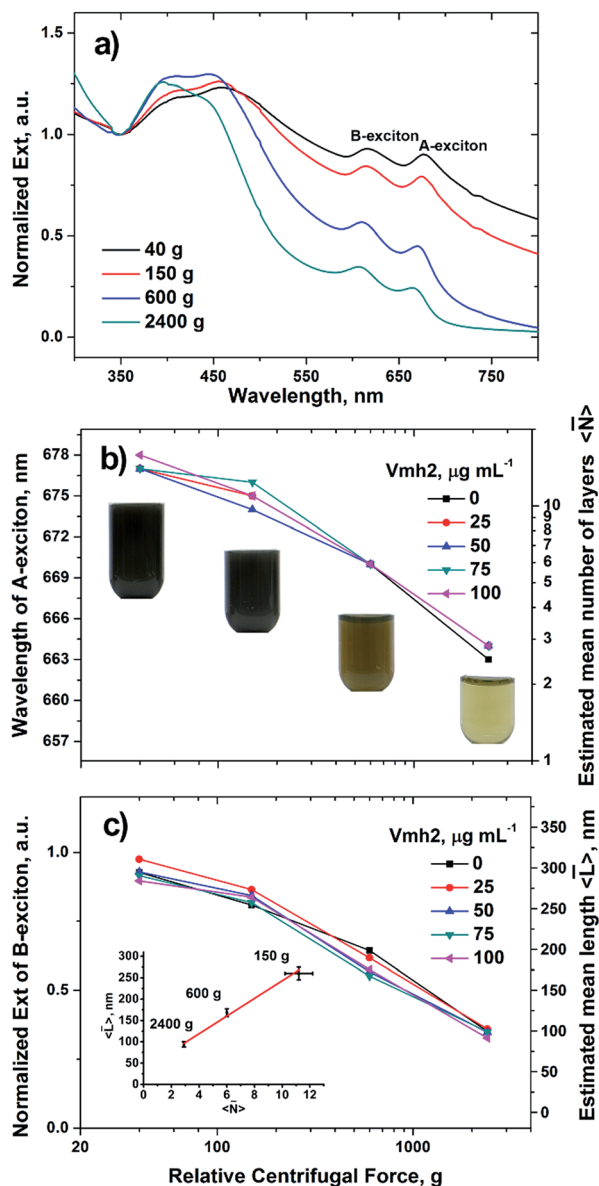 a)
Normalized Ext, a.u.
1.5
1.0
0.5
0.0
B-exciton
A-exciton
40 g
150 g
600 g
2400 g
350
450
550
650
750
Wavelength, nm
b)
Wavelength of A-exciton, nm
678
675
672
669
666
663
660
657
Vmh2, μg mL⁻¹
0
25
50
75
100
10
9
8
7
6
5
4
3
2
1
Estimated mean number of layers <N̄>
c)
Normalized Ext of B-exciton, a.u.
1.0
0.5
0.0
Vmh2, μg mL⁻¹
0
25
50
75
100
350
300
250
200
150
100
50
0
Estimated mean length <L̄>, nm
<L̄>, nm
300
250
200
150
100
50
0
150 g
600 g
2400 g
0
2
4
6
8
10
12
<N̄>
20
100
1000
Relative Centrifugal Force, g